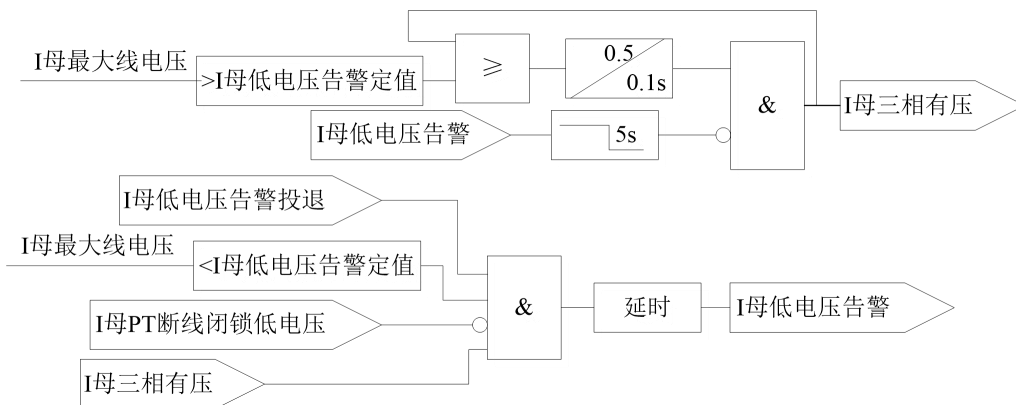 I母最大线电压
>I母低电压告警定值
≥
0.5
0.1s
&
I母三相有压
I母低电压告警
5s
I母低电压告警投退
I母最大线电压
<I母低电压告警定值
&
延时
I母低电压告警
I母PT断线闭锁低电压
I母三相有压